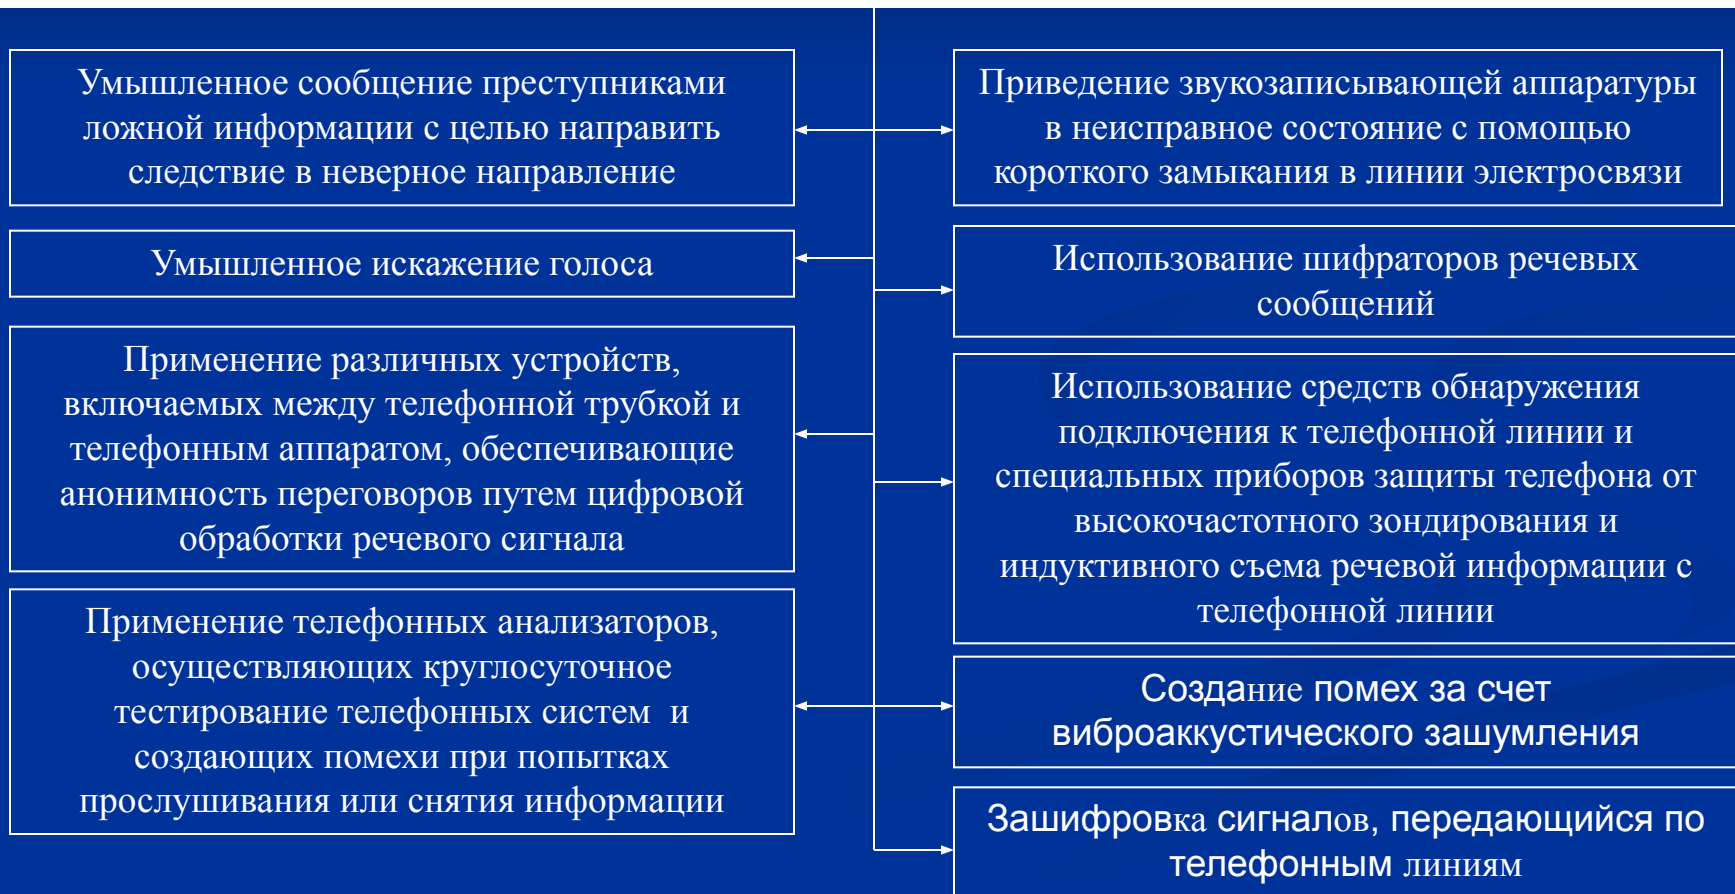 Умышленное сообщение преступниками
ложной информации с целью направить
следствие в неверное направление
Умышленное искажение голоса
Применение различных устройств,
включаемых между телефонной трубкой и
телефонным аппаратом, обеспечивающие
анонимность переговоров путем цифровой
обработки речевого сигнала
Применение телефонных анализаторов,
осуществляющих круглосуточное
тестирование телефонных систем и
создающих помехи при попытках
прослушивания или снятия информации
Приведение звукозаписывающей аппаратуры
в неисправное состояние с помощью
короткого замыкания в линии электросвязи
Использование шифраторов речевых
сообщений
Использование средств обнаружения
подключения к телефонной линии и
специальных приборов защиты телефона от
высокочастотного зондирования и
индуктивного съема речевой информации с
телефонной линии
Создание помех за счет
виброаккустического зашумления
Зашифровка сигналов, передающийся по
телефонным линиям